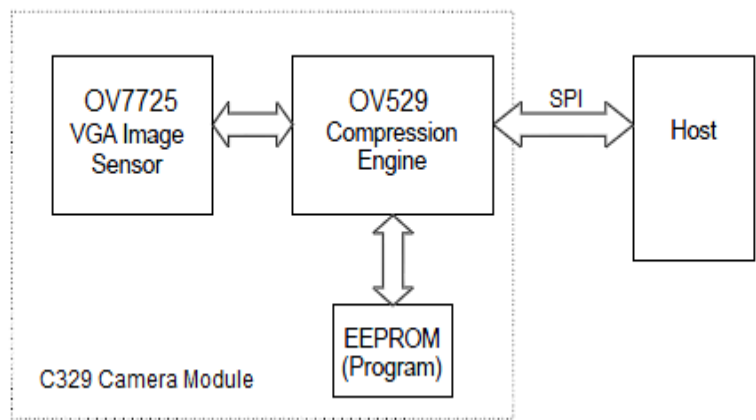 OV7725
VGA Image
Sensor
OV529
Compression
Engine
SPI
Host
EEPROM
(Program)
C329 Camera Module